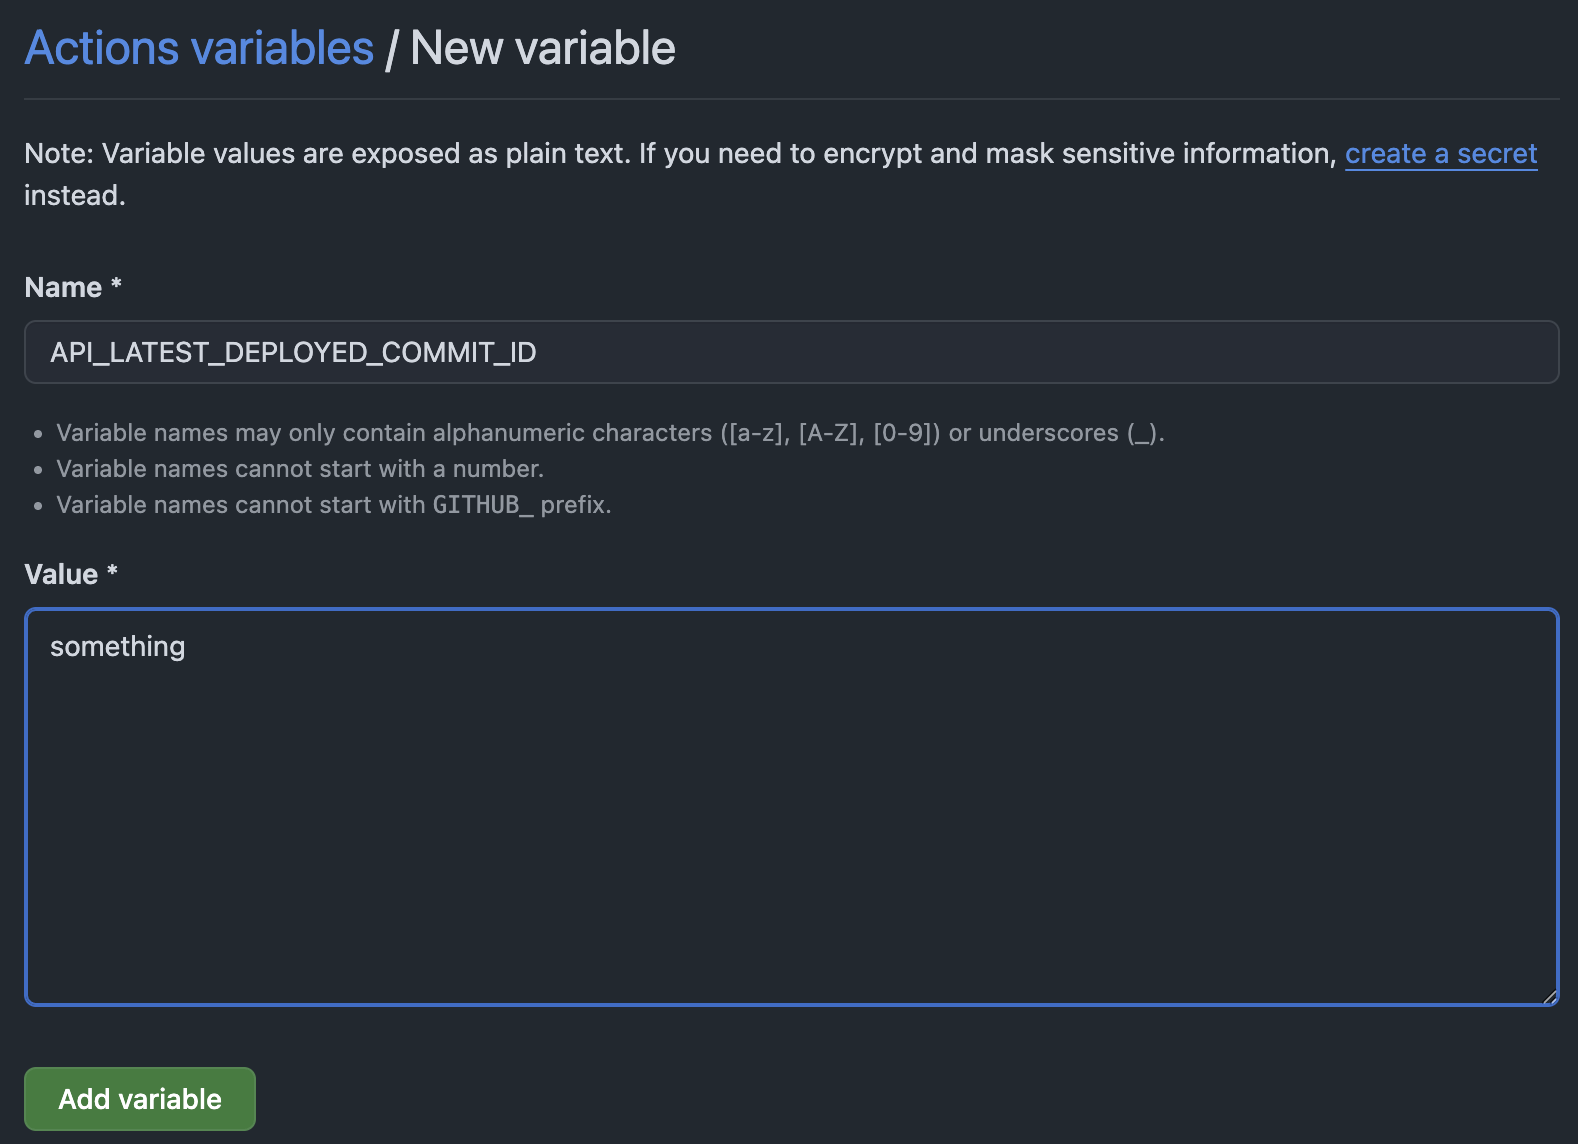 Actions variables / New variable
Note: Variable values are exposed as plain text. If you need to encrypt and mask sensitive information, create a secret
instead.
Name *
API_LATEST_DEPLOYED_COMMIT_ID
• Variable names may only contain alphanumeric characters ([a-z], [A-Z], [0-9]) or underscores (_).
• Variable names cannot start with a number.
• Variable names cannot start with GITHUB_ prefix.
Value *
something
Add variable